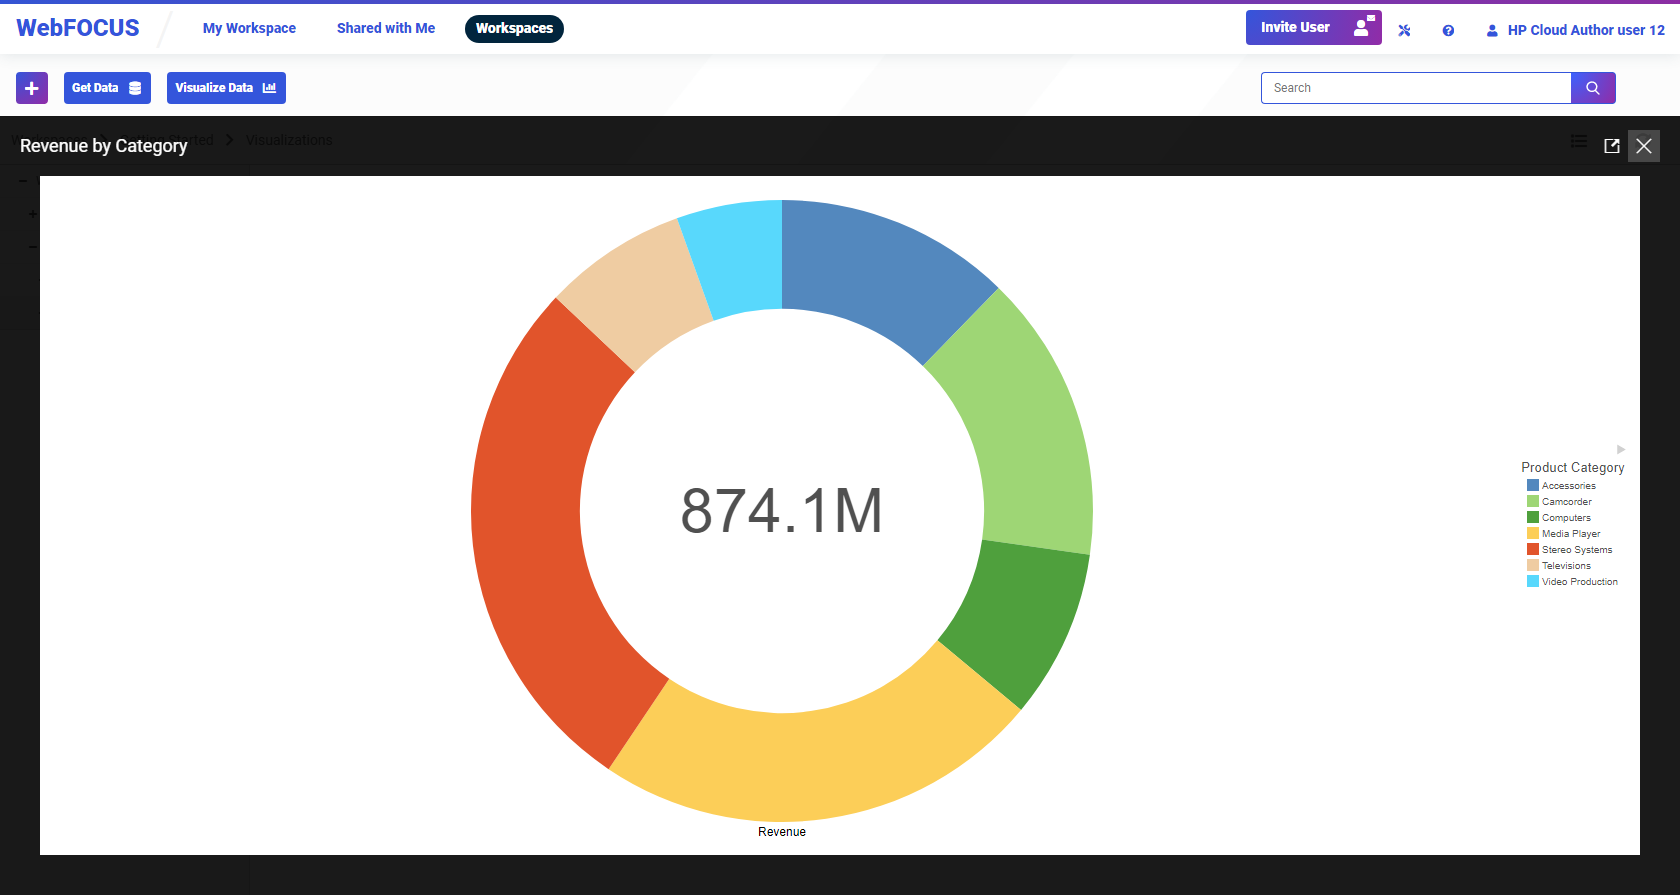 WebFOCUS
My Workspace
Shared with Me
Workspaces
Invite User
HP Cloud Author user 12
Get Data
Visualize Data
Search
Workspaces
Getting Started
Visualizations
Revenue by Category
874.1M
Revenue
Product Category
Accessories
Camcorder
Computers
Media Player
Stereo Systems
Televisions
Video Production